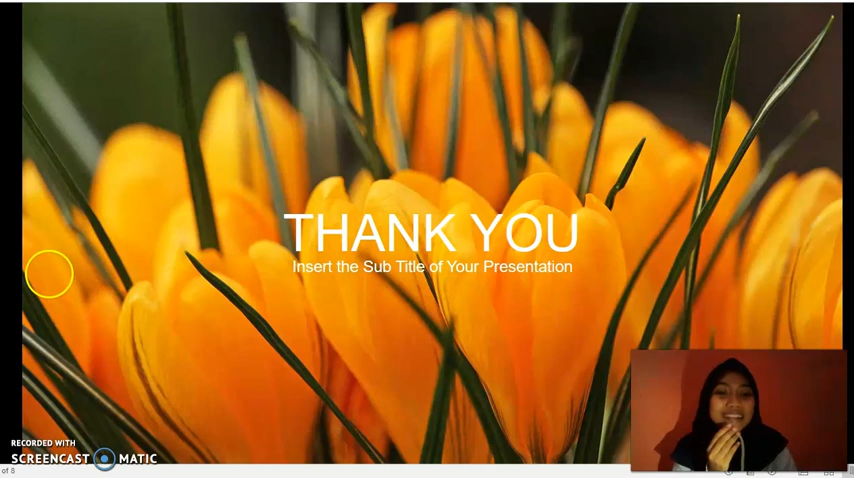 THANK YOU
Insert the Sub Title of Your Presentation
RECORDED WITH
SCREENCAST MATIC
of 8